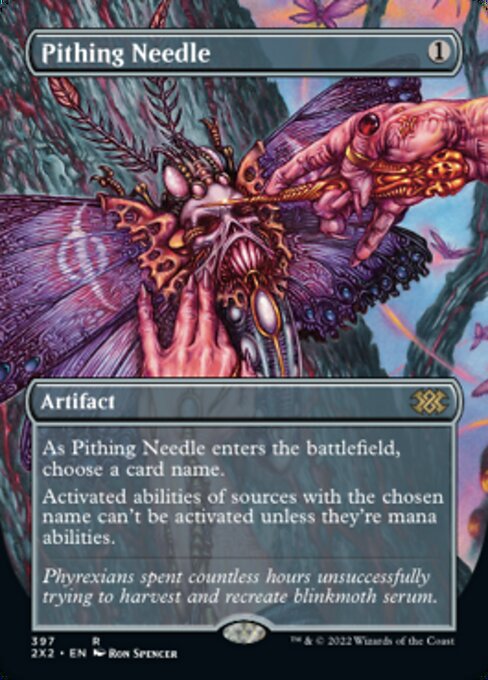 Pithing Needle 1
Artifact
As Pithing Needle enters the battlefield,
choose a card name.
Activated abilities of sources with the chosen
name can't be activated unless they're mana
abilities.
Phyrexians spent countless hours unsuccessfully
trying to harvest and recreate blinkmoth serum.
397 R
2X2 • EN Ron Spencer
™ & © 2022 Wizards of the Coast